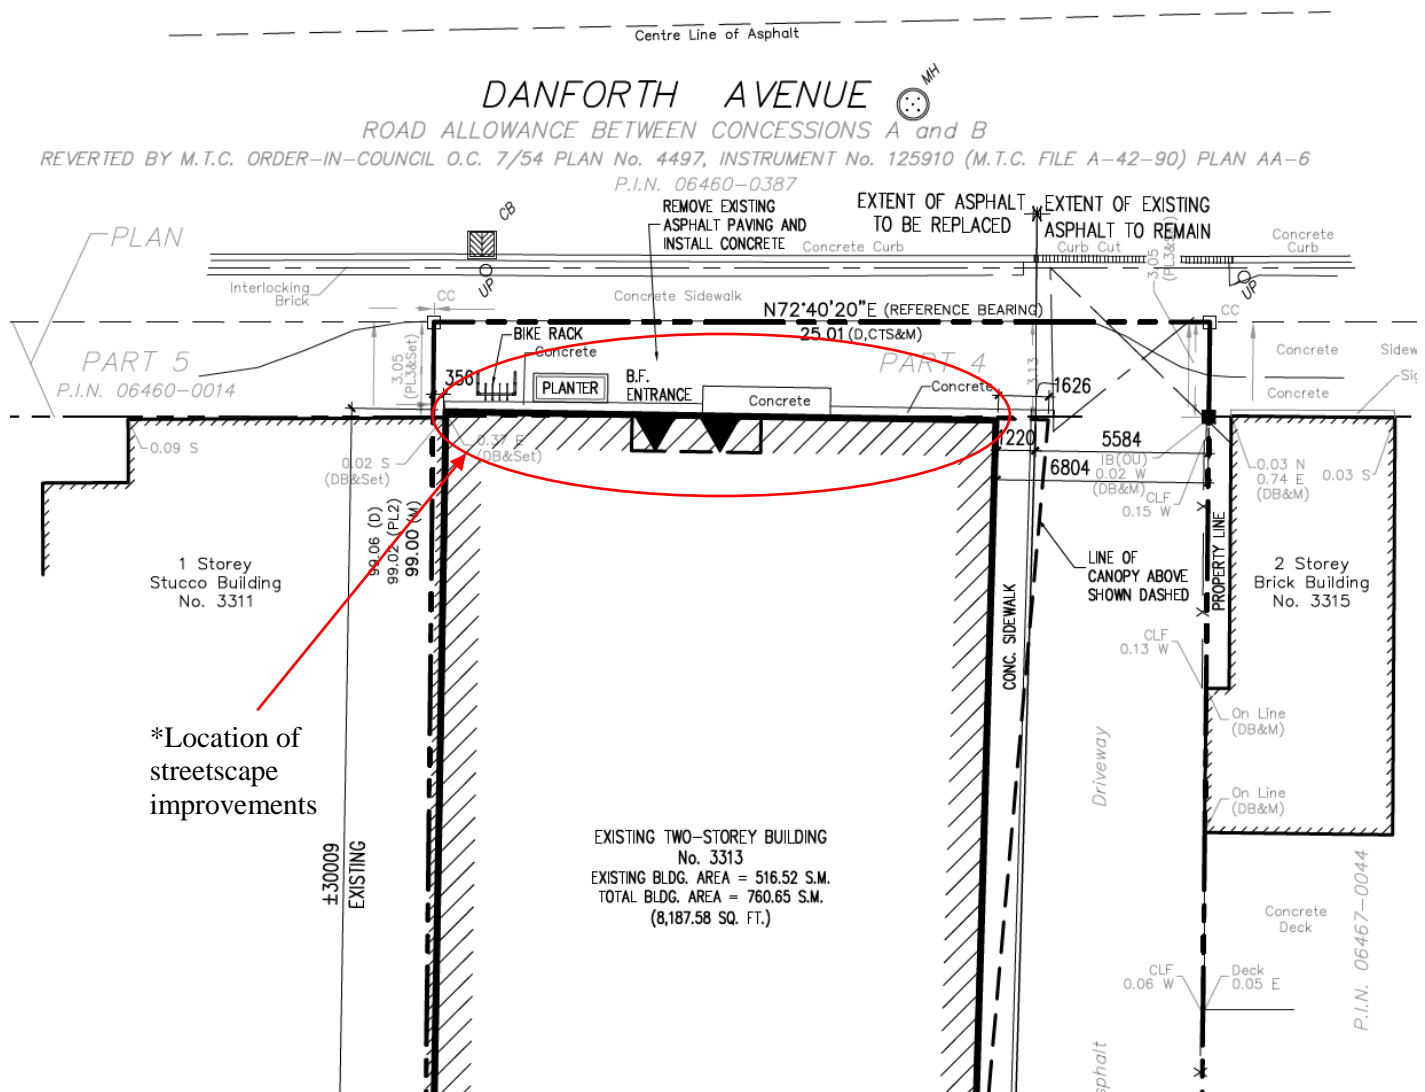 Centre Line of Asphalt
DANFORTH AVENUE
MH
ROAD ALLOWANCE BETWEEN CONCESSIONS A and B
REVERTED BY M.T.C. ORDER-IN-COUNCIL O.C. 7/54 PLAN No. 4497, INSTRUMENT No. 125910 (M.T.C. FILE A-42-90) PLAN AA-6
P.I.N. 06460-0387
REMOVE EXISTING
ASPHALT PAVING AND
INSTALL CONCRETE
EXTENT OF ASPHALT
TO BE REPLACED
EXTENT OF EXISTING
ASPHALT TO REMAIN
CB
PLAN
Concrete Curb
Curb Cut
3.05
(PL3&Set)
Concrete
Curb
UP
UP
Interlocking
Brick
CC
Concrete Sidewalk
N72°40'20"E (REFERENCE BEARING)
CC
25.01 (D,CTS&M)
BIKE RACK
Concrete
PART 5
P.I.N. 06460-0014
3.05
(PL3&Set)
PART 4
3.13
Concrete
Concrete
356
PLANTER
B.F.
ENTRANCE
Concrete
Concrete
1626
0.09 S
0.02 S
(DB&Set)
0.37 E
(DB&Set)
1220
5584
6804
IB(OU)
0.02 W
(DB&M)
CLF
0.15 W
0.03 N
0.74 E
(DB&M)
0.03 S
99.06 (D)
99.02 (PL2)
99.00 (M)
1 Storey
Stucco Building
No. 3311
LINE OF
CANOPY ABOVE
SHOWN DASHED
PROPERTY LINE
2 Storey
Brick Building
No. 3315
CONC. SIDEWALK
CLF
0.13 W
On Line
(DB&M)
*Location of
streetscape
improvements
Driveway
On Line
(DB&M)
EXISTING TWO-STOREY BUILDING
No. 3313
EXISTING BLDG. AREA = 516.52 S.M.
TOTAL BLDG. AREA = 760.65 S.M.
(8,187.58 SQ. FT.)
±30009
EXISTING
Concrete
Deck
P.I.N. 06467-0044
CLF
0.06 W
Deck
0.05 E